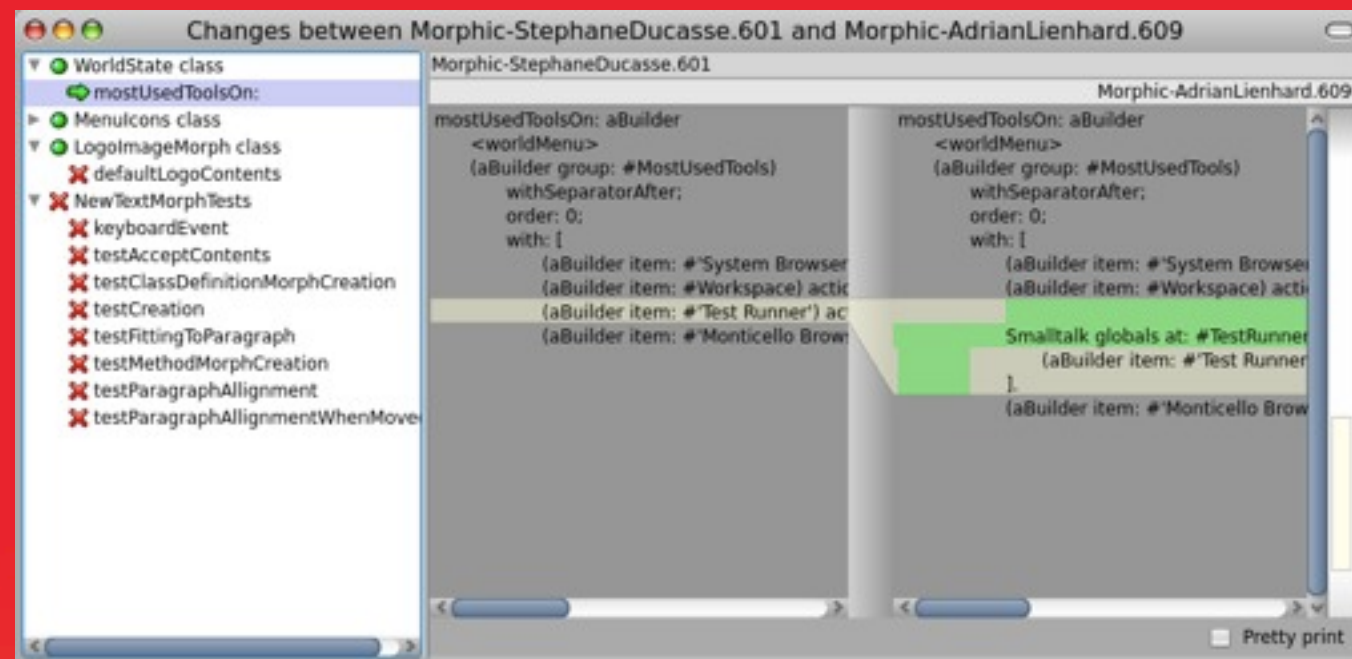 Changes between Morphic-StephaneDucasse.601 and Morphic-AdrianLienhard.609
WorldState class
mostUsedToolsOn:
MenuIcons class
LogoImageMorph class
defaultLogoContents
NewTextMorphTests
keyboardEvent
testAcceptContents
testClassDefinitionMorphCreation
testCreation
testFittingToParagraph
testMethodMorphCreation
testParagraphAllignment
testParagraphAllignmentWhenMove
Morphic-StephaneDucasse.601
Morphic-AdrianLienhard.609
mostUsedToolsOn: aBuilder
<worldMenu>
(aBuilder group: #MostUsedTools)
withSeparatorAfter;
order: 0;
with: [
(aBuilder item: #'System Browser
(aBuilder item: #Workspace) actic
(aBuilder item: #'Test Runner') ac
(aBuilder item: #'Monticello Brow
mostUsedToolsOn: aBuilder
<worldMenu>
(aBuilder group: #MostUsedTools)
withSeparatorAfter;
order: 0;
with: [
(aBuilder item: #'System Browse
(aBuilder item: #Workspace) acti
Smalltalk globals at: #TestRunner
(aBuilder item: #'Test Runner
].
(aBuilder item: #'Monticello Brow
Pretty print